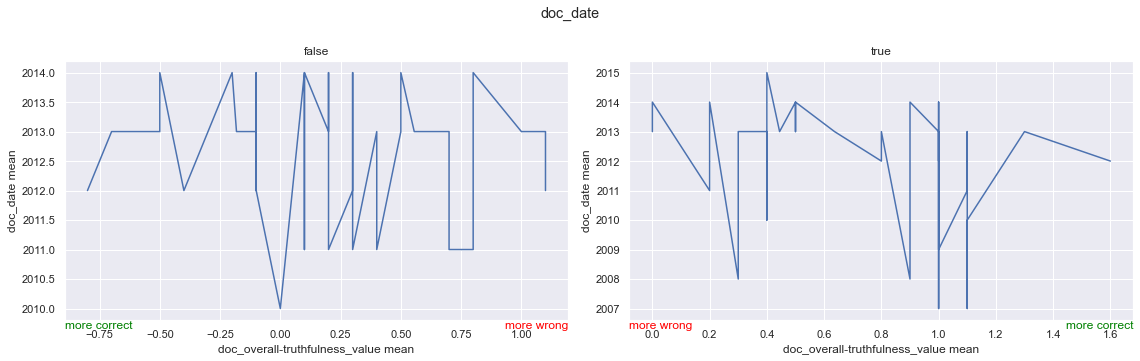 doc_date
false
doc_date mean
2014.0
2013.5
2013.0
2012.5
2012.0
2011.5
2011.0
2010.5
2010.0
more correct
more wrong
−0.75 −0.50 −0.25 0.00 0.25 0.50 0.75 1.00
doc_overall-truthfulness_value mean
true
doc_date mean
2015
2014
2013
2012
2011
2010
2009
2008
2007
more wrong
more correct
0.0 0.2 0.4 0.6 0.8 1.0 1.2 1.4 1.6
doc_overall-truthfulness_value mean